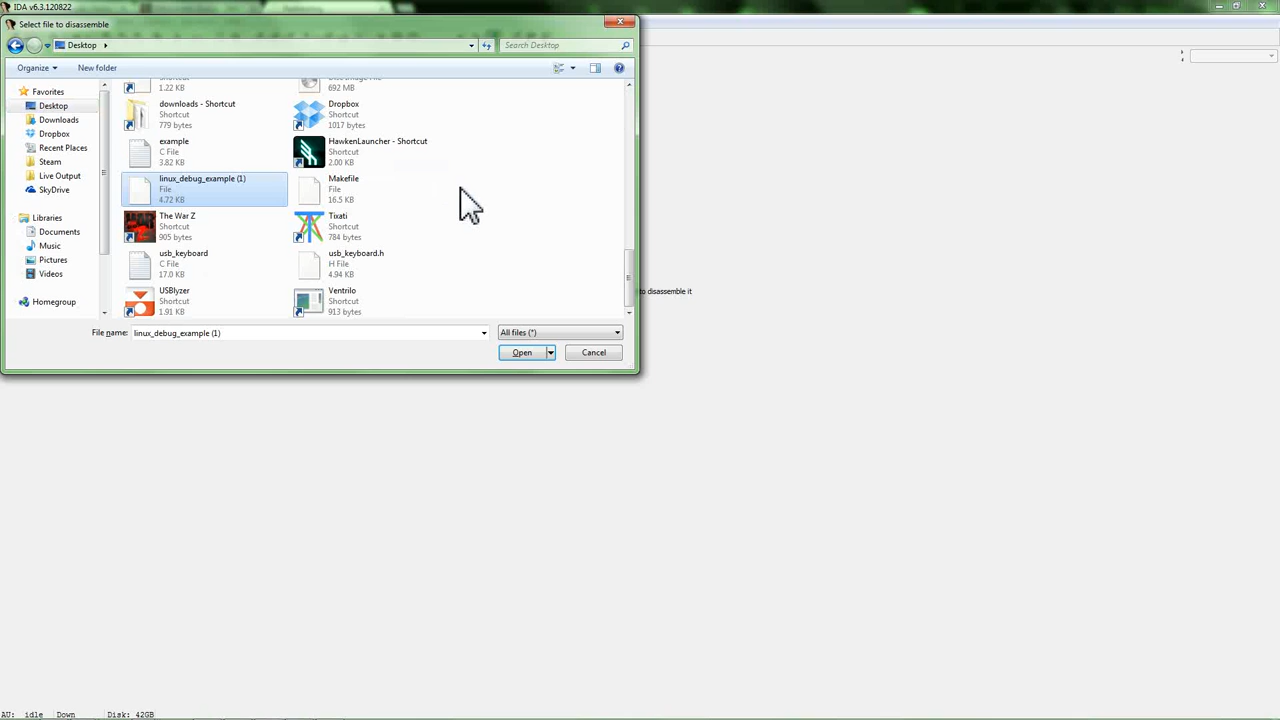 IDA v6.3.120822
Select file to disassemble
Desktop
Search Desktop
Organize
New folder
Favorites
Desktop
Downloads
Dropbox
Recent Places
Steam
Live Output
SkyDrive
Libraries
Documents
Music
Pictures
Videos
Homegroup
Shortcut
1.22 KB
692 MB
downloads - Shortcut
Shortcut
779 bytes
Dropbox
Shortcut
1017 bytes
example
C File
3.82 KB
HawkenLauncher - Shortcut
Shortcut
2.00 KB
linux_debug_example (1)
File
4.72 KB
Makefile
File
16.5 KB
The War Z
Shortcut
905 bytes
Tixati
Shortcut
784 bytes
usb_keyboard
C File
17.0 KB
usb_keyboard.h
H File
4.94 KB
USBlyzer
Shortcut
1.91 KB
Ventrilo
Shortcut
913 bytes
File name:
linux_debug_example (1)
All files (*)
Open
Cancel
to disassemble it
AU: idle Down Disk: 42GB